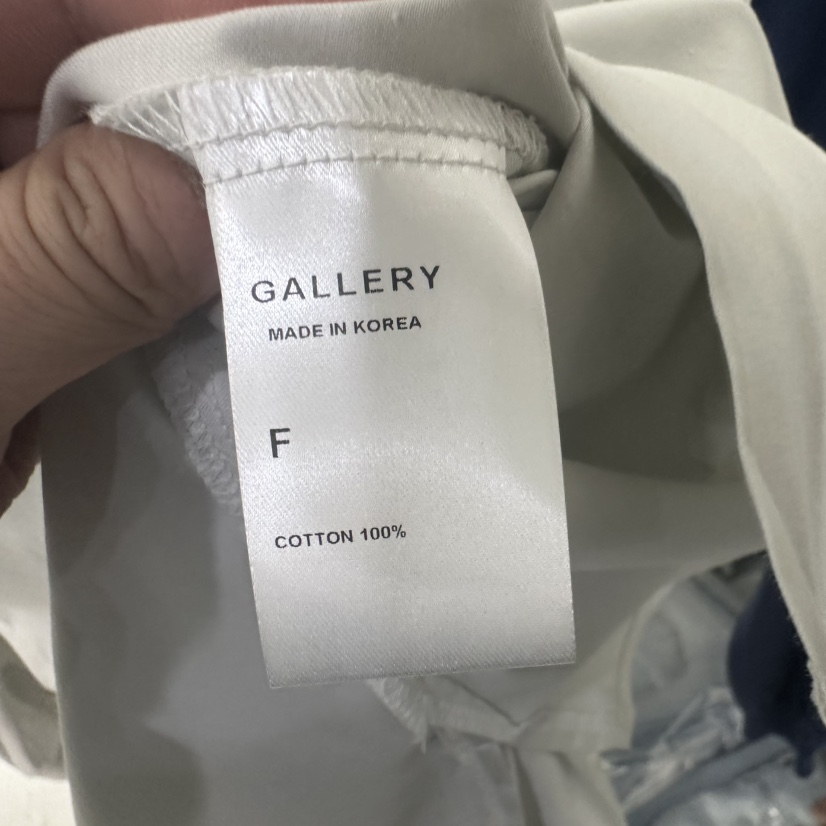 GALLERY
MADE IN KOREA
F
COTTON 100%